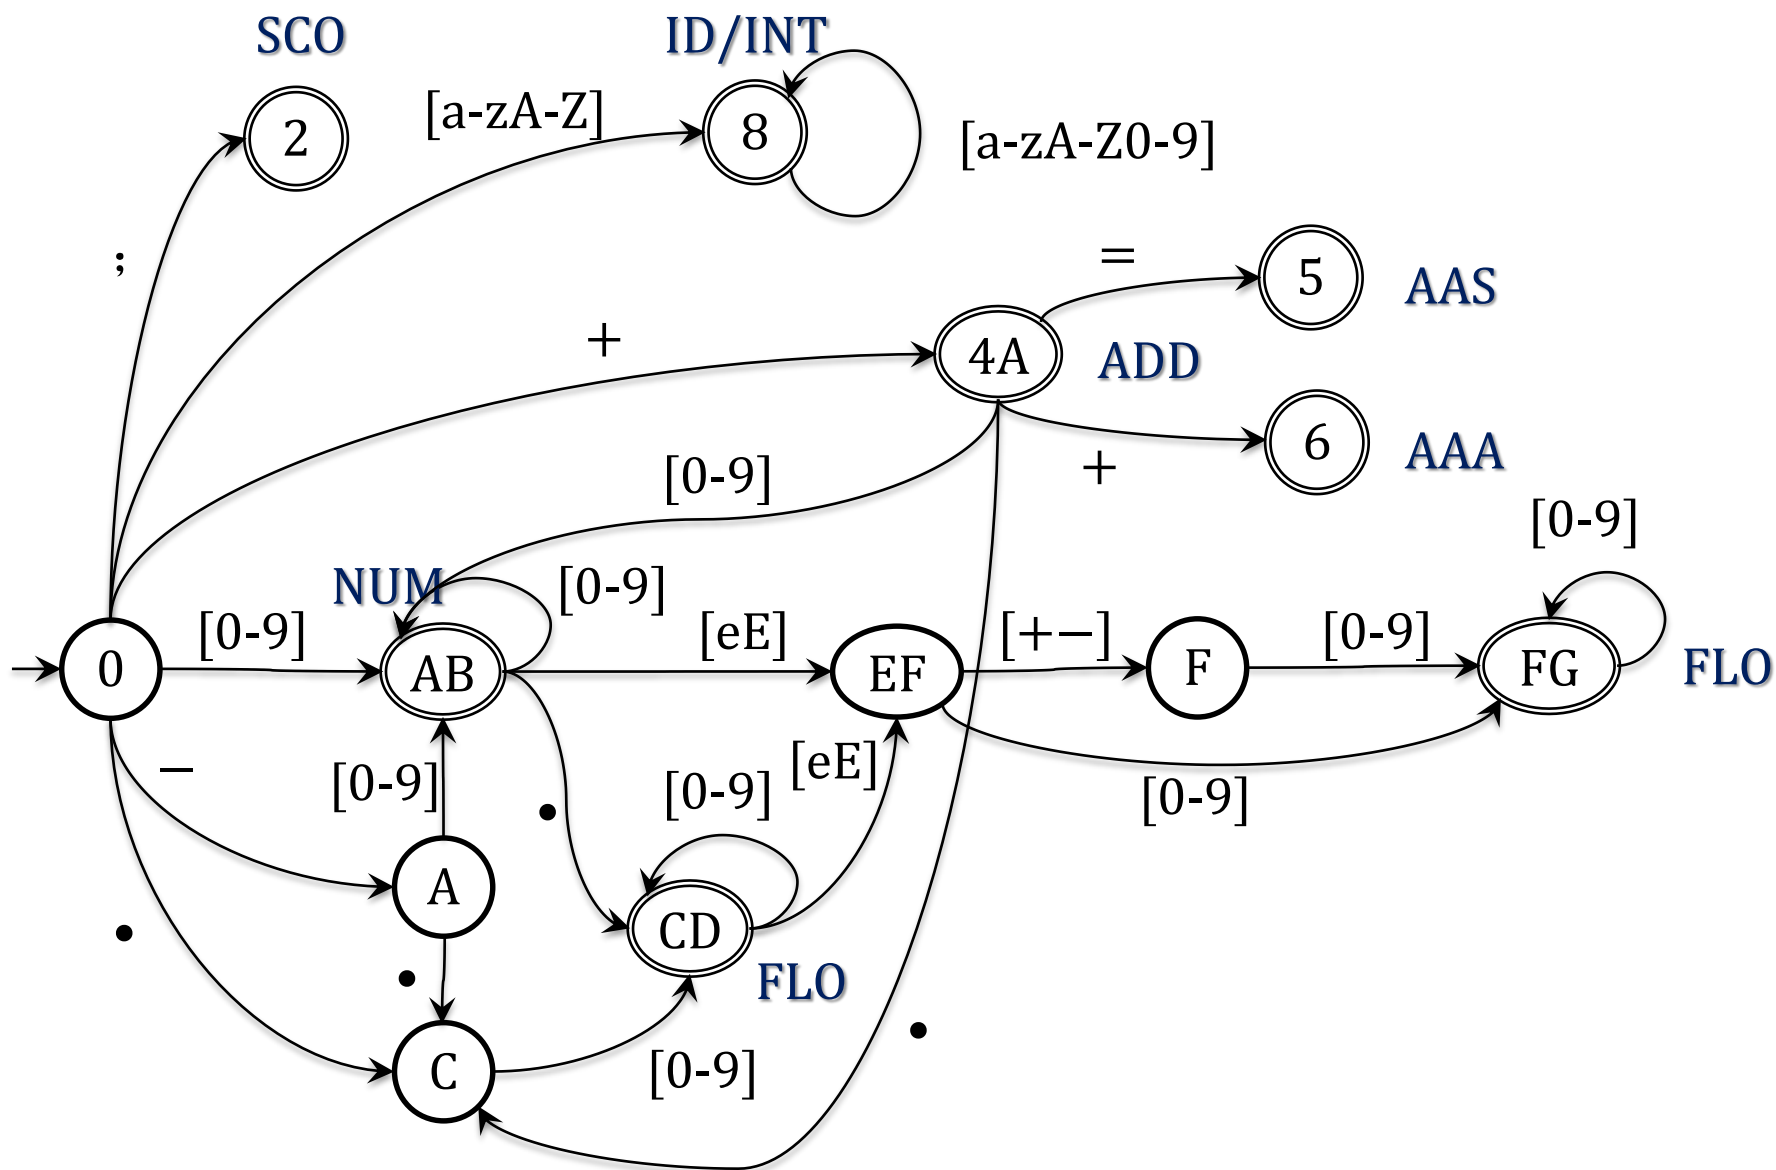 SCO
ID/INT
2
[a-zA-Z]
8
[a-zA-Z0-9]
;
=
5
AAS
+
4A
ADD
6
AAA
+
[0-9]
[0-9]
NUM
[0-9]
[0-9]
[eE]
[+−]
[0-9]
0
AB
EF
F
FG
FLO
−
[0-9]
[0-9]
[eE]
[0-9]
•
A
CD
•
•
FLO
•
C
[0-9]